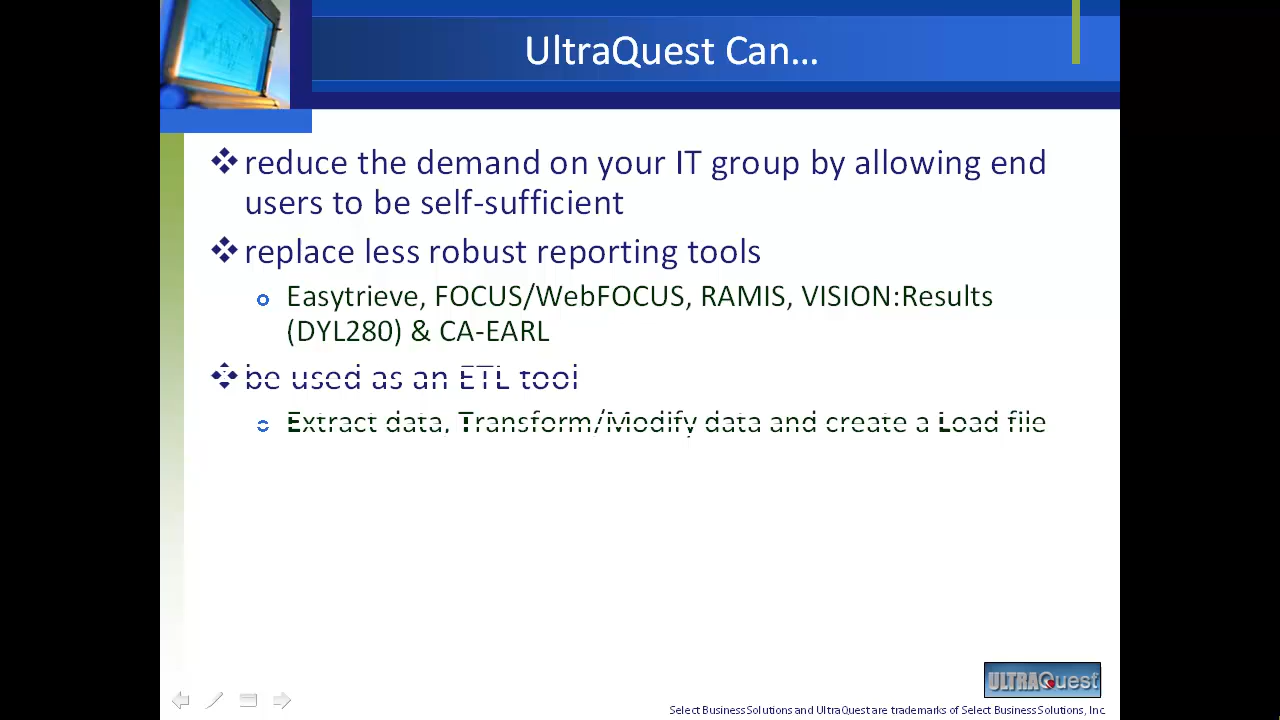 UltraQuest Can…
reduce the demand on your IT group by allowing end
users to be self-sufficient
replace less robust reporting tools
Easytrieve, FOCUS/WebFOCUS, RAMIS, VISION:Results
(DYL280) & CA-EARL
be used as an ETL tool
Extract data, Transform/Modify data and create a Load file
ULTRAQuest
Select Business Solutions and UltraQuest are trademarks of Select Business Solutions, Inc.